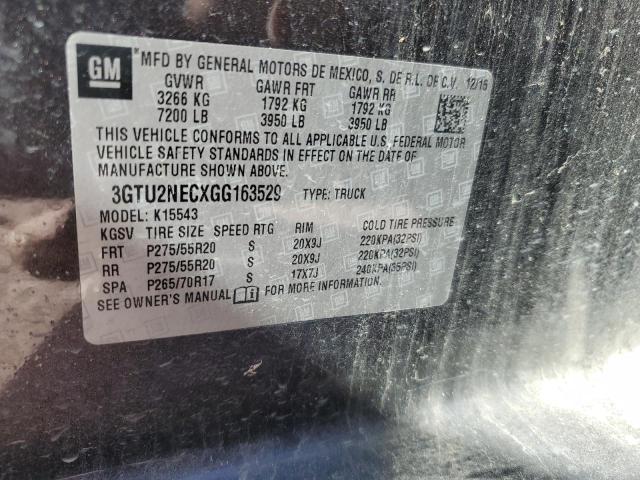 GM
*MFD BY GENERAL MOTORS DE MEXICO, S. DE R.L. DE C.V. 12/15
GVWR GAWR FRT GAWR RR
3266 KG 1792 KG 1792 KG
7200 LB 3950 LB 3950 LB
THIS VEHICLE CONFORMS TO ALL APPLICABLE U.S. FEDERAL MOTOR
VEHICLE SAFETY STANDARDS IN EFFECT ON THE DATE OF
MANUFACTURE SHOWN ABOVE.
3GTU2NECXGG163529 TYPE: TRUCK
MODEL: K15543
KGSV TIRE SIZE SPEED RTG RIM COLD TIRE PRESSURE
FRT P275/55R20 S 20X9J 220KPA(32PSI)
RR P275/55R20 S 20X9J 220KPA(32PSI)
SPA P265/70R17 S 17X7J 240KPA(35PSI)
SEE OWNER'S MANUAL FOR MORE INFORMATION.